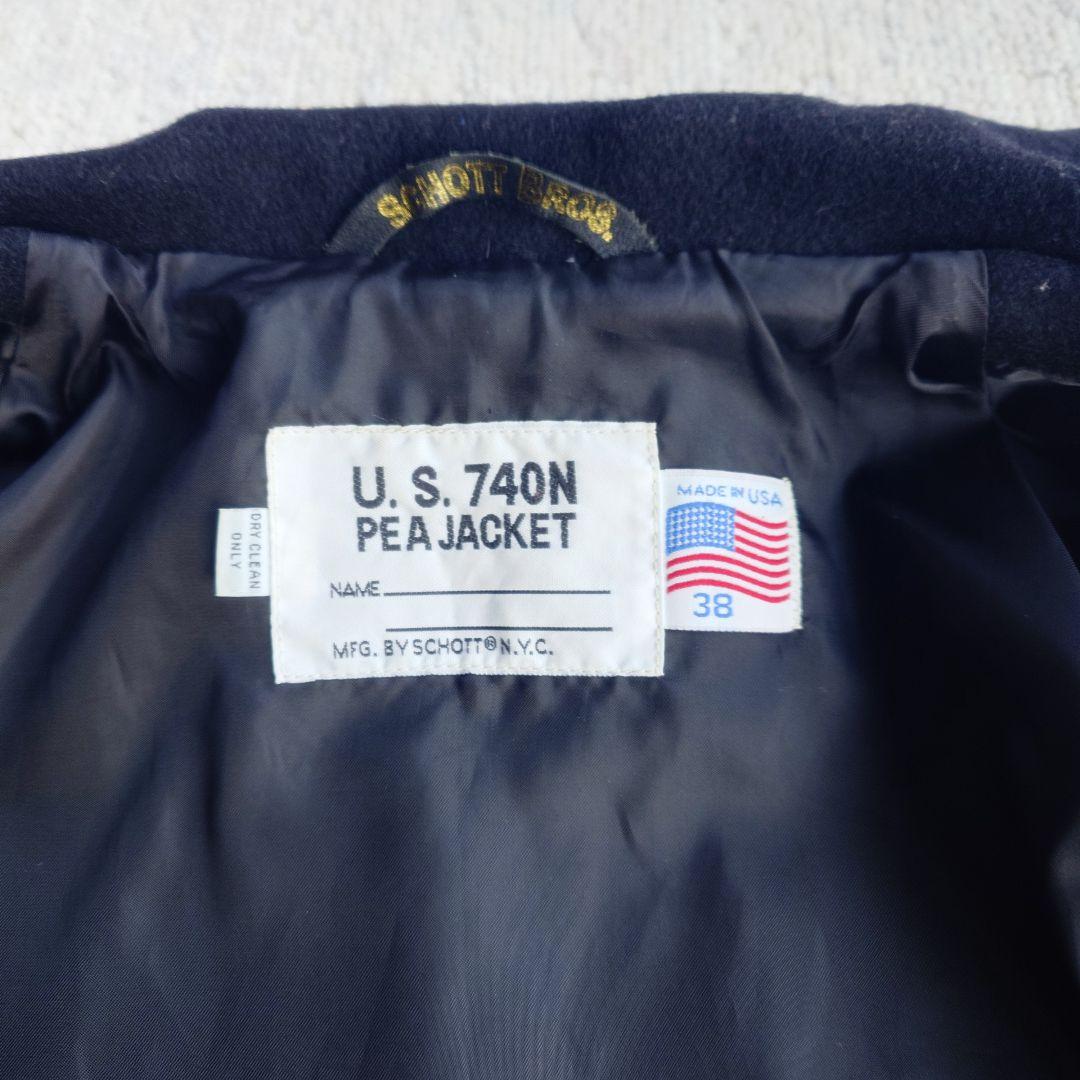 SCHOTT BROS.
U. S. 740N
PEA JACKET
NAME
MFG. BY SCHOTT® N.Y.C.
DRY CLEAN
ONLY
MADE IN USA
38